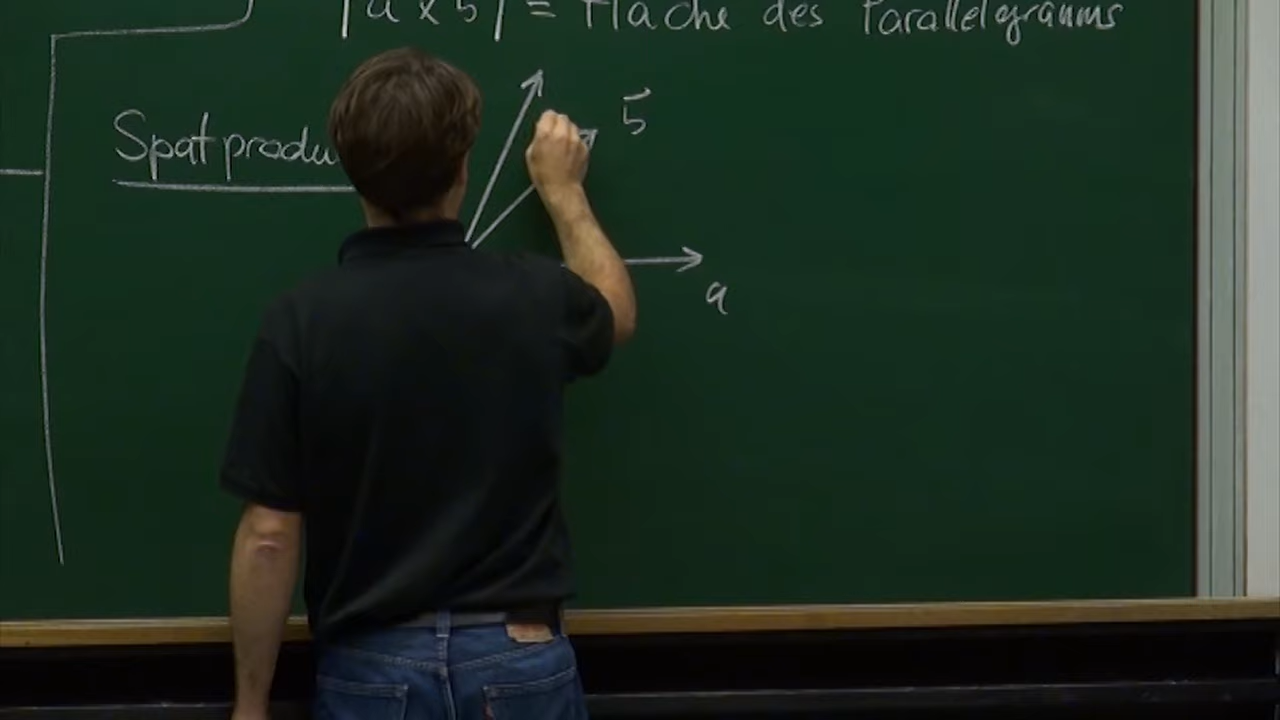 |a × b| = Fläche des Parallelogramms
Spatprodu
b
a